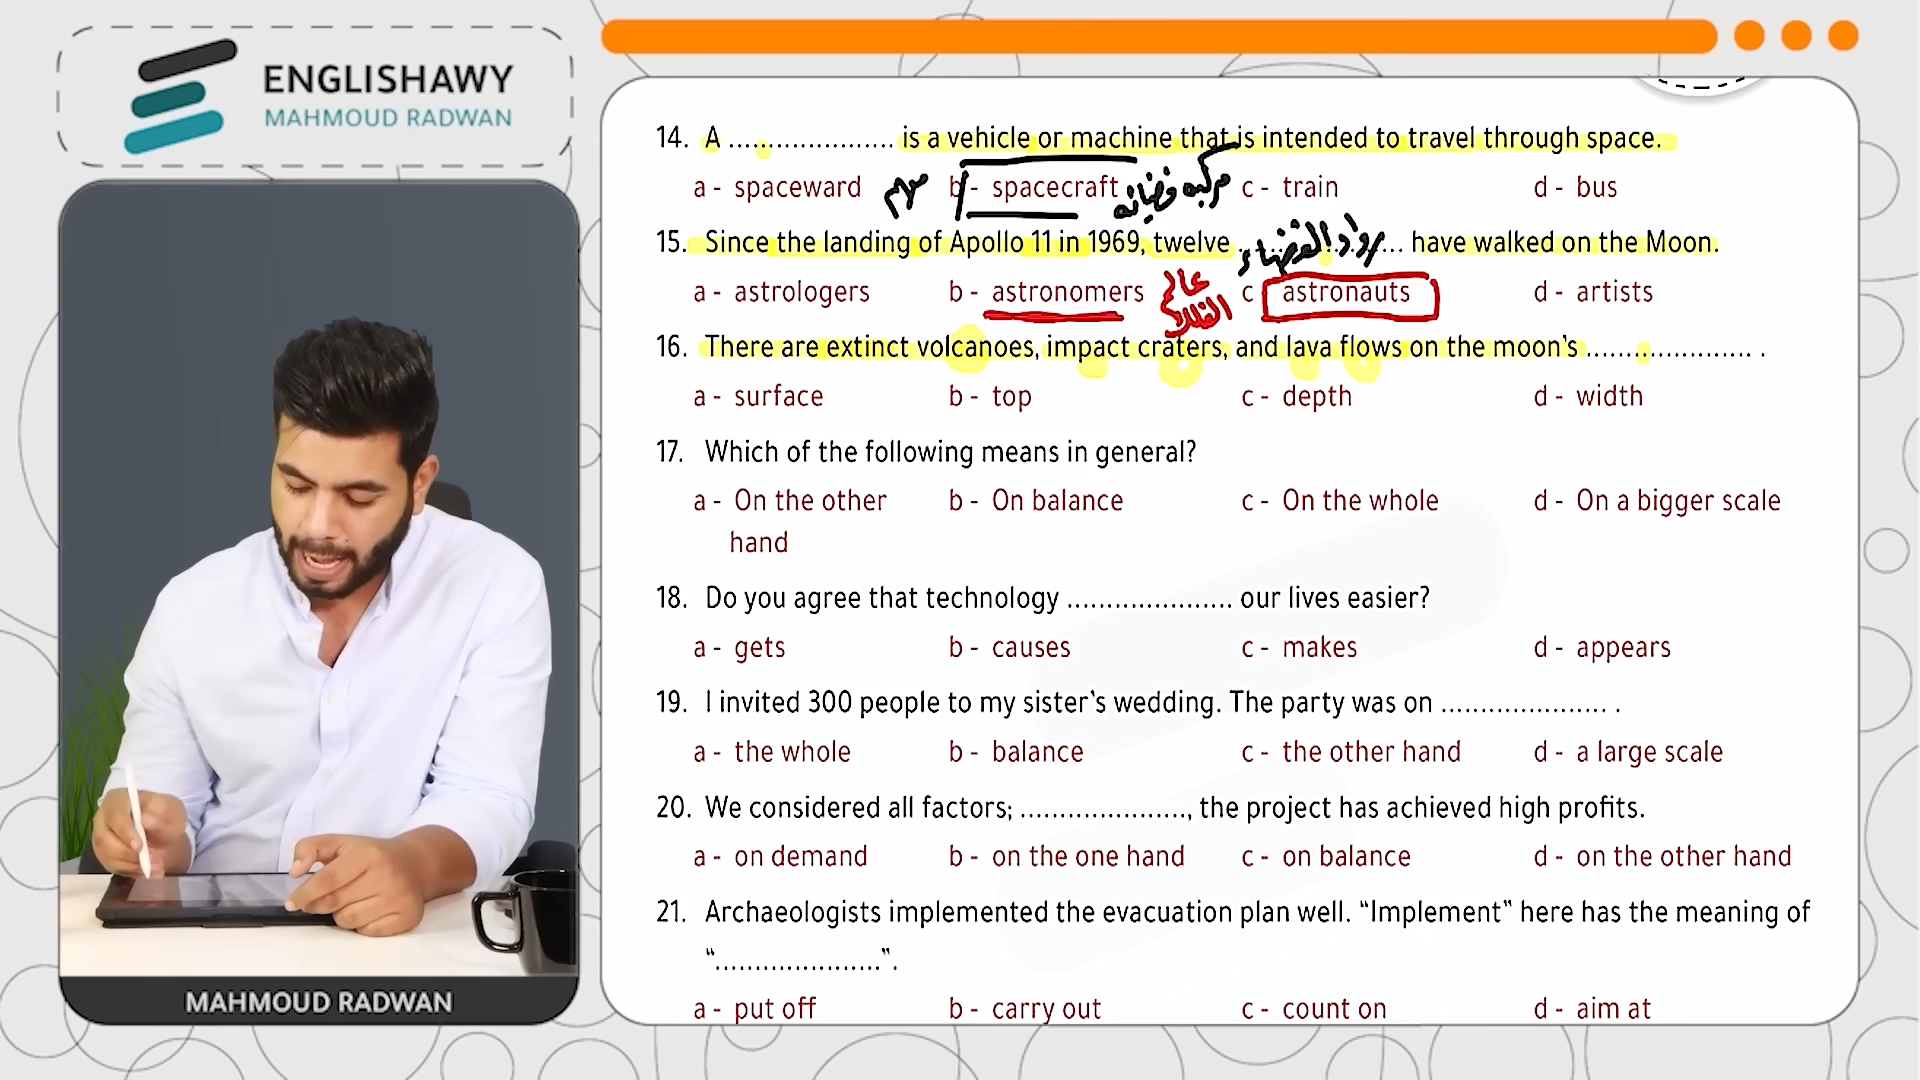 ENGLISHAWY
MAHMOUD RADWAN
14. A ..................... is a vehicle or machine that is intended to travel through space.
a - spaceward b - spacecraft مركبة فضائية c - train d - bus
15. Since the landing of Apollo 11 in 1969, twelve ..................... have walked on the Moon.
رواد الفضاء
a - astrologers b - astronomers عالم الفلك c astronauts d - artists
16. There are extinct volcanoes, impact craters, and lava flows on the moon's ..................... .
a - surface b - top c - depth d - width
17. Which of the following means in general?
a - On the other hand b - On balance c - On the whole d - On a bigger scale
18. Do you agree that technology ..................... our lives easier?
a - gets b - causes c - makes d - appears
19. I invited 300 people to my sister's wedding. The party was on ..................... .
a - the whole b - balance c - the other hand d - a large scale
20. We considered all factors; ....................., the project has achieved high profits.
a - on demand b - on the one hand c - on balance d - on the other hand
21. Archaeologists implemented the evacuation plan well. “Implement” here has the meaning of
“.....................”.
a - put off b - carry out c - count on d - aim at
MAHMOUD RADWAN